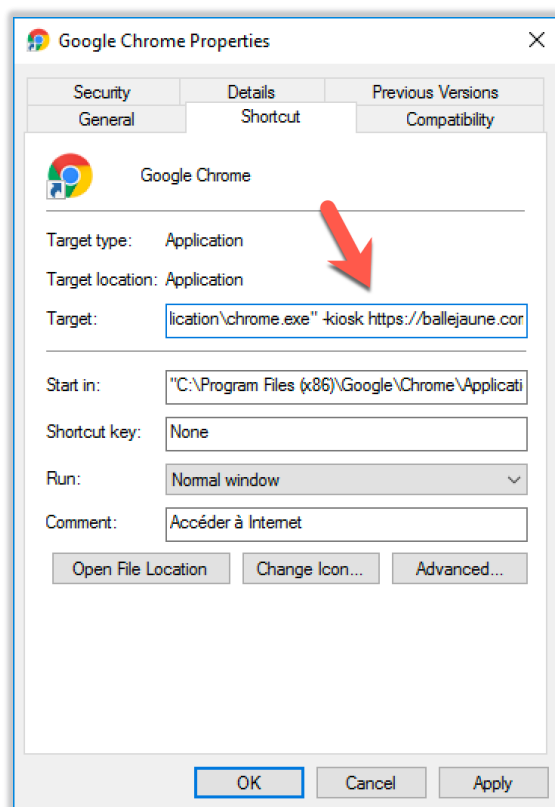 Google Chrome Properties
Security Details Previous Versions
General Shortcut Compatibility
Google Chrome
Target type: Application
Target location: Application
Target: lication\chrome.exe" -kiosk https://ballejaune.com
Start in: "C:\Program Files (x86)\Google\Chrome\Applicati
Shortcut key: None
Run: Normal window
Comment: Accéder à Internet
Open File Location Change Icon... Advanced...
OK Cancel Apply